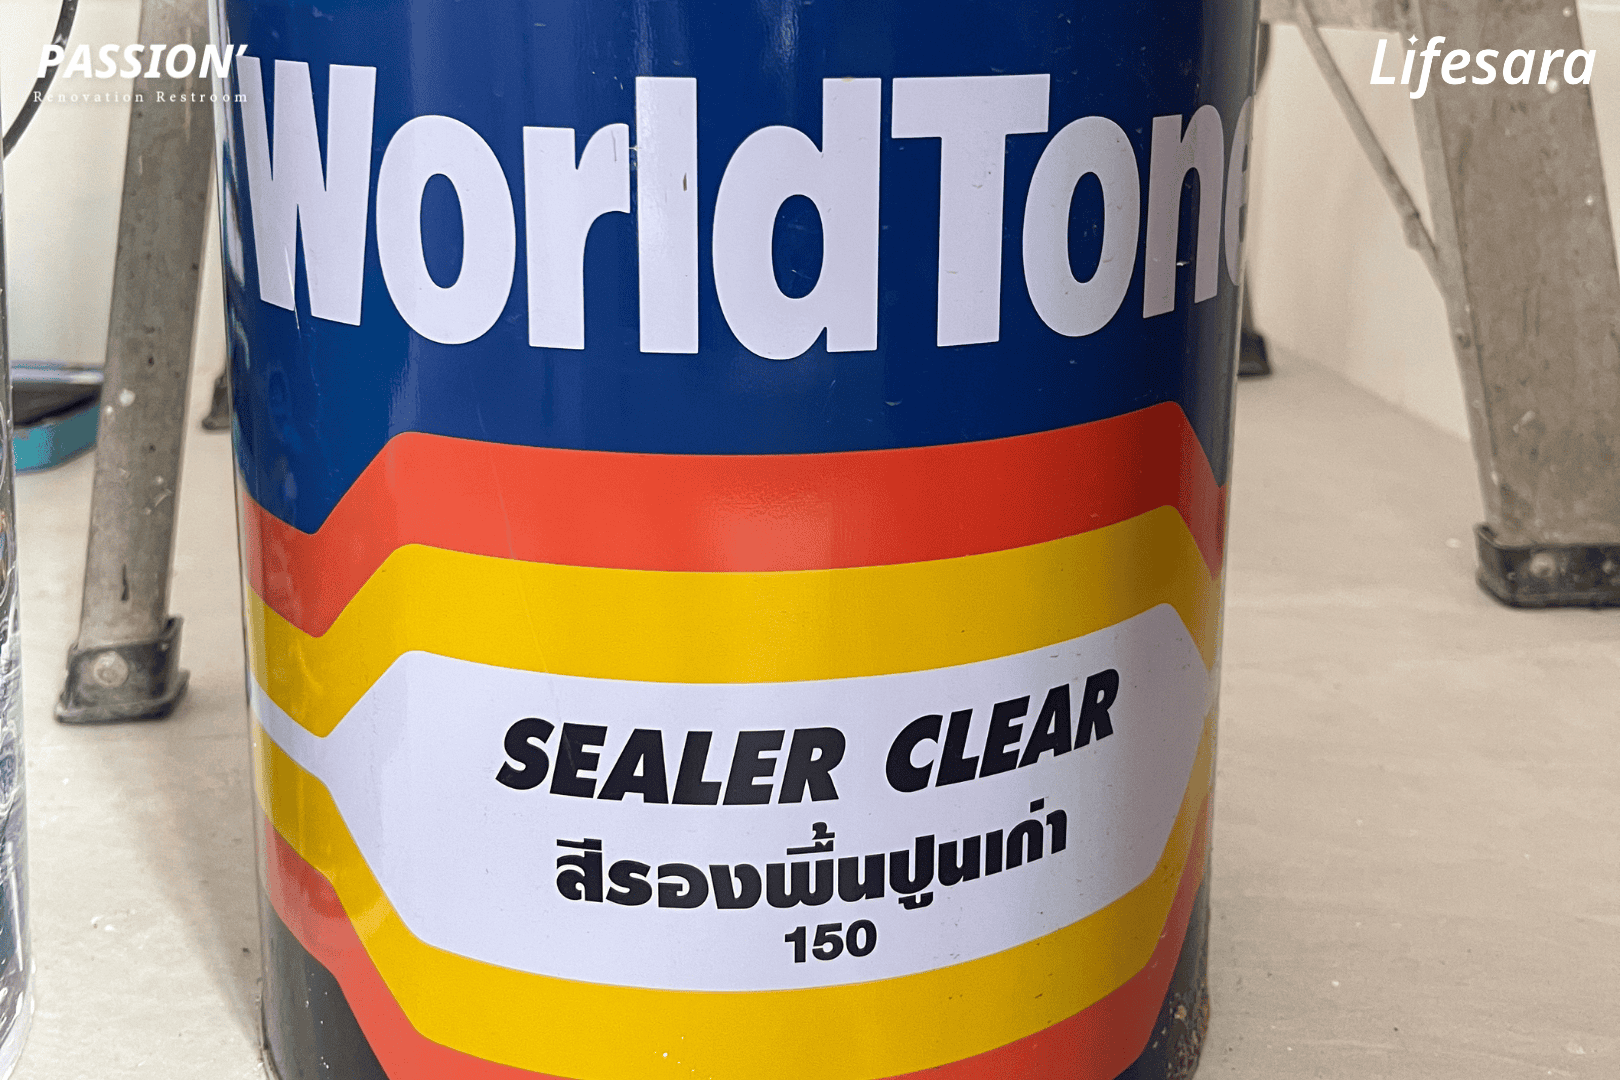 PASSION'
Renovation Restroom
Lifesara
WorldTone
SEALER CLEAR
สีรองพื้นปูนเก่า
150